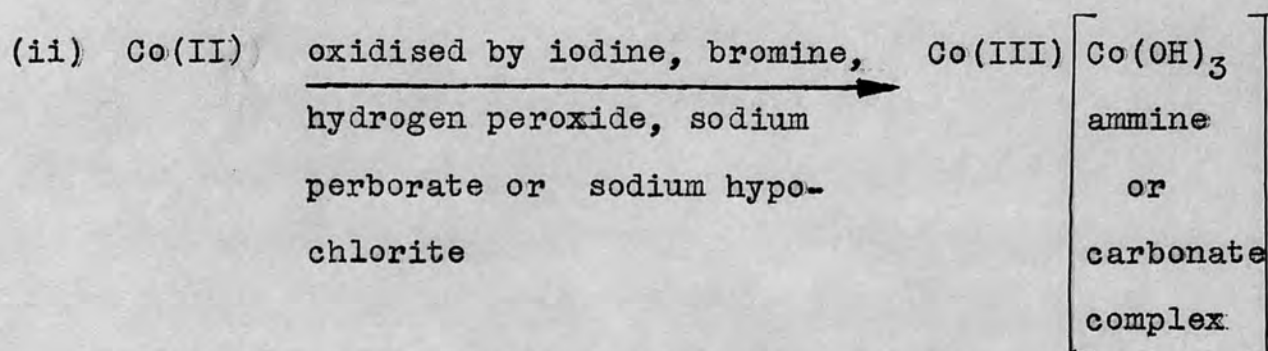 (ii) Co(II) oxidised by iodine, bromine, Co(III) Co(OH)3
hydrogen peroxide, sodium ammine
perborate or sodium hypo- or
chlorite carbonate
complex